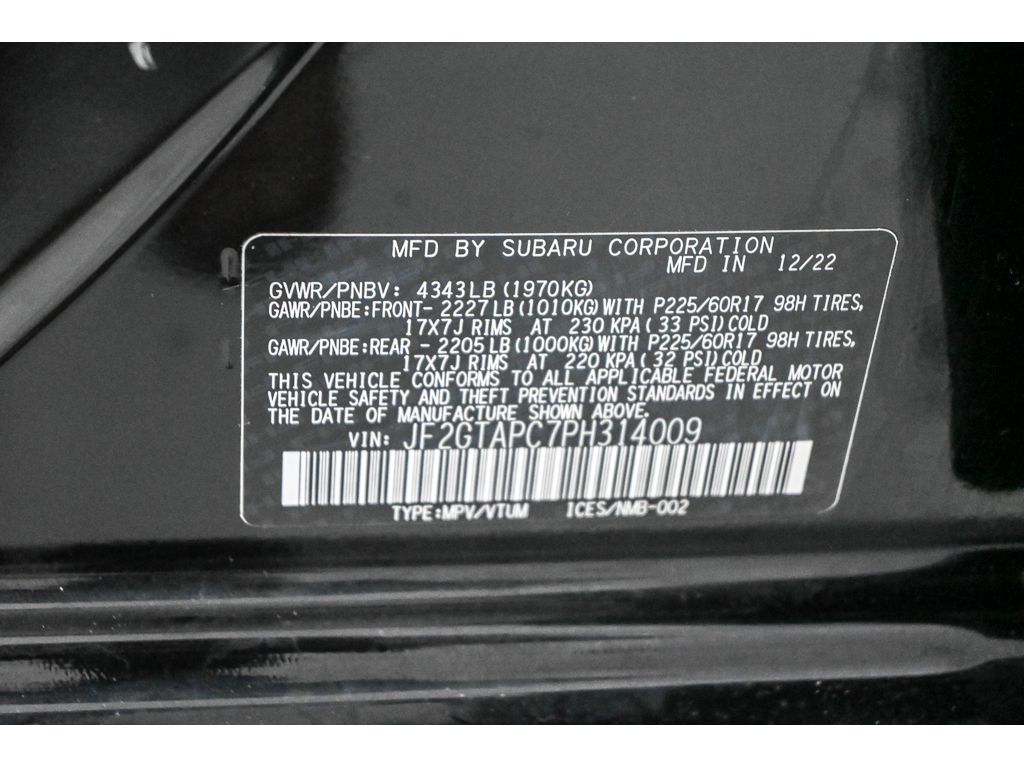 MFD BY SUBARU CORPORATION
MFD IN 12/22
GVWR/PNBV: 4343LB(1970KG)
GAWR/PNBE:FRONT- 2227LB(1010KG)WITH P225/60R17 98H TIRES,
17X7J RIMS AT 230 KPA(33 PSI)COLD
GAWR/PNBE:REAR - 2205LB(1000KG)WITH P225/60R17 98H TIRES,
17X7J RIMS AT 220 KPA(32 PSI)COLD
THIS VEHICLE CONFORMS TO ALL APPLICABLE FEDERAL MOTOR
VEHICLE SAFETY AND THEFT PREVENTION STANDARDS IN EFFECT ON
THE DATE OF MANUFACTURE SHOWN ABOVE.
VIN: JF2GTAPC7PH314009
TYPE:MPV/VTUM ICES/NMB-002